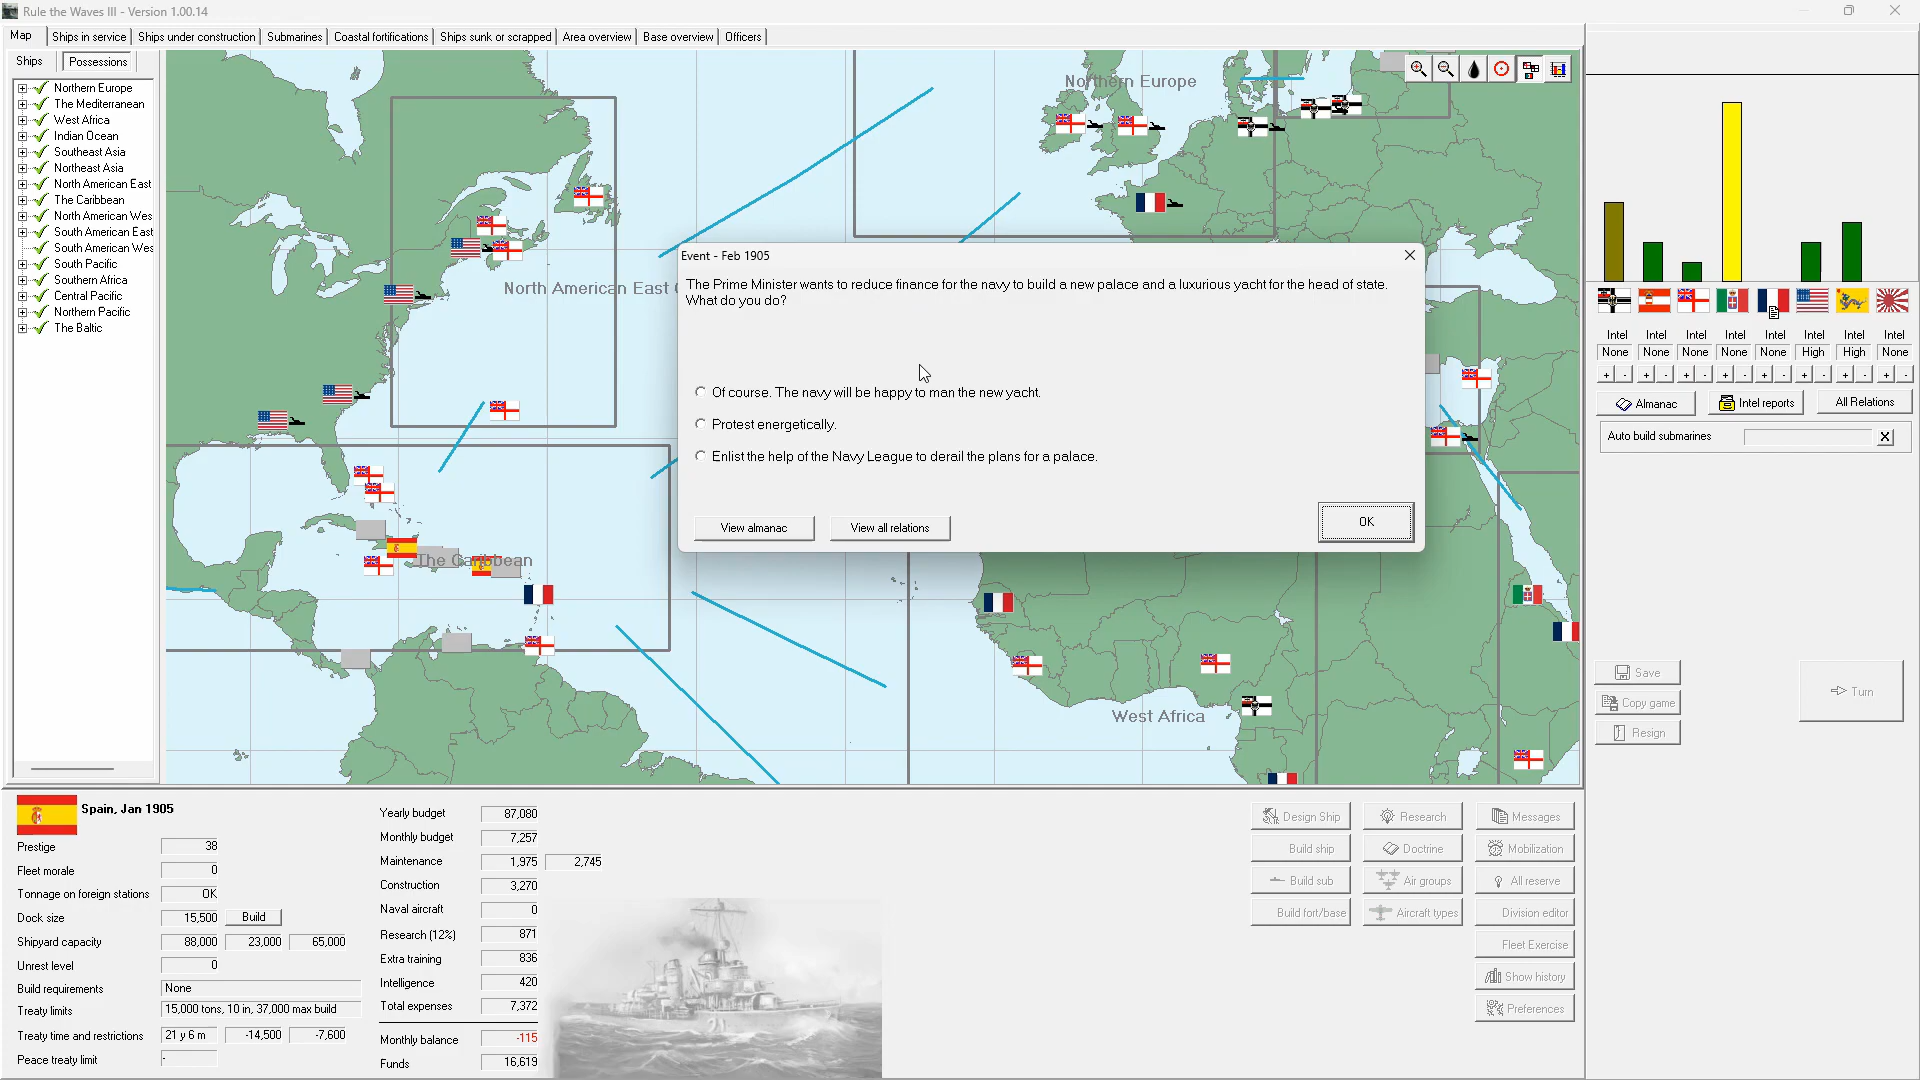 Rule the Waves III - Version 1.00.14
Map
Ships in service
Ships under construction
Submarines
Coastal fortifications
Ships sunk or scrapped
Area overview
Base overview
Officers
Ships
Possessions
Northern Europe
The Mediterranean
West Africa
Indian Ocean
Southeast Asia
Northeast Asia
North American East
The Caribbean
North American Wes
South American East
South American Wes
South Pacific
Southern Africa
Central Pacific
Northern Pacific
The Baltic
Northern Europe
North American East
The Caribbean
West Africa
Event - Feb 1905
The Prime Minister wants to reduce finance for the navy to build a new palace and a luxurious yacht for the head of state.
What do you do?
Of course. The navy will be happy to man the new yacht.
Protest energetically.
Enlist the help of the Navy League to derail the plans for a palace.
View almanac
View all relations
OK
Intel Intel Intel Intel Intel Intel Intel Intel
None None None None None High High None
+ - + - + - + - + - + - + - + -
Almanac
Intel reports
All Relations
Auto build submarines
X
Save
Copy game
Resign
Turn
Spain, Jan 1905
Prestige 38
Fleet morale 0
Tonnage on foreign stations OK
Dock size 15,500 Build
Shipyard capacity 88,000 23,000 65,000
Unrest level 0
Build requirements None
Treaty limits 15,000 tons, 10 in, 37,000 max build
Treaty time and restrictions 21 y 6 m -14,500 -7,600
Peace treaty limit -
Yearly budget 87,080
Monthly budget 7,257
Maintenance 1,975 2,745
Construction 3,270
Naval aircraft 0
Research (12%) 871
Extra training 836
Intelligence 420
Total expenses 7,372
Monthly balance -115
Funds 16,619
Design Ship
Research
Messages
Build ship
Doctrine
Mobilization
Build sub
Air groups
All reserve
Build fort/base
Aircraft types
Division editor
Fleet Exercise
Show history
Preferences